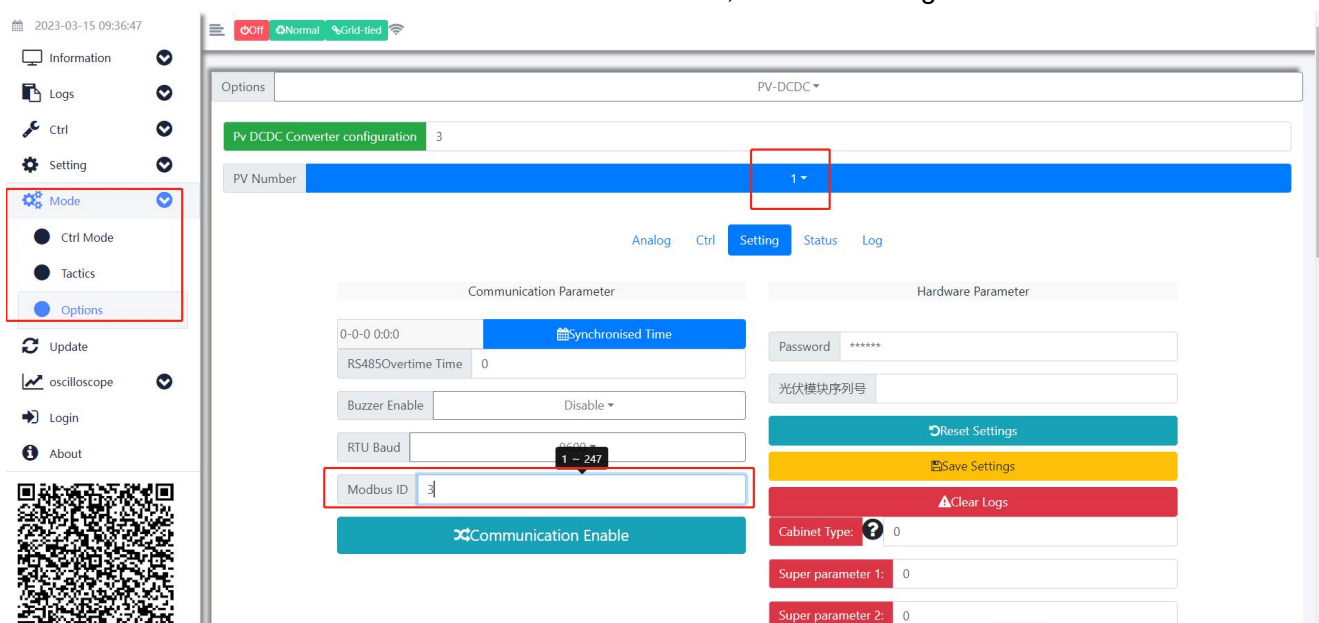 2023-03-15 09:36:47
Off Normal Grid-tied
Information
Logs
Ctrl
Setting
Mode
Ctrl Mode
Tactics
Options
Update
oscilloscope
Login
About
Options PV-DCDC
Pv DCDC Converter configuration 3
PV Number 1
Analog Ctrl Setting Status Log
Communication Parameter
0-0-0 0:0:0 Synchronised Time
RS485Overtime Time 0
Buzzer Enable Disable
RTU Baud
1 ~ 247
Modbus ID 3
Communication Enable
Hardware Parameter
Password ******
光伏模块序列号
Reset Settings
Save Settings
Clear Logs
Cabinet Type: ? 0
Super parameter 1: 0
Super parameter 2: 0